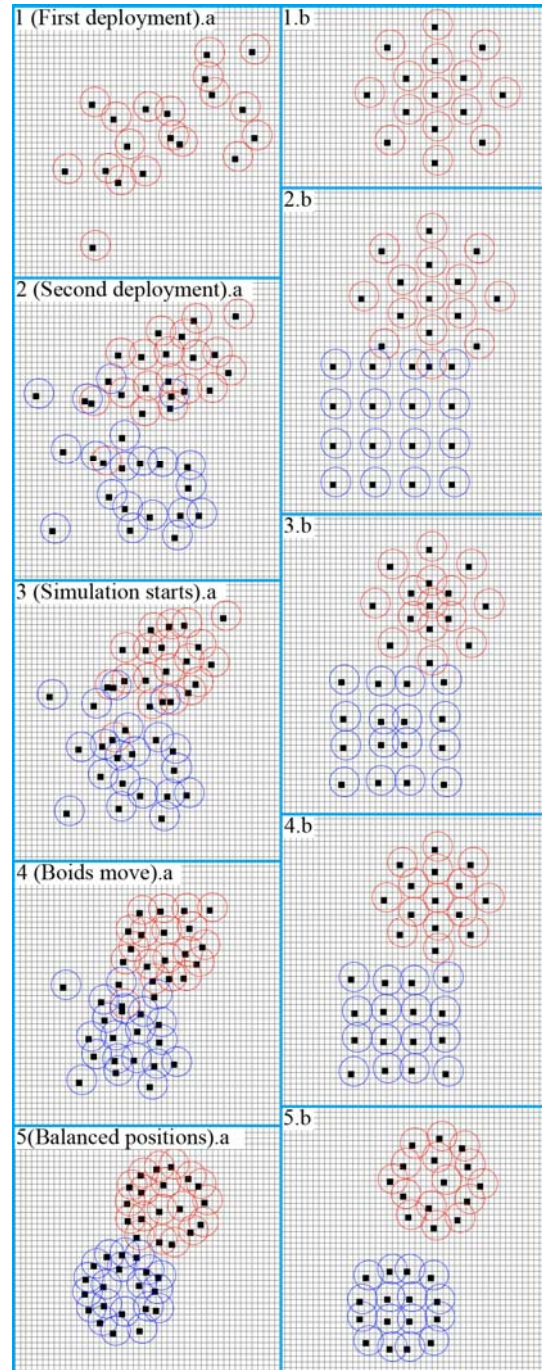 1 (First deployment).a
1.b
2.b
2 (Second deployment).a
3.b
3 (Simulation starts).a
4.b
4 (Boids move).a
5.b
5(Balanced positions).a